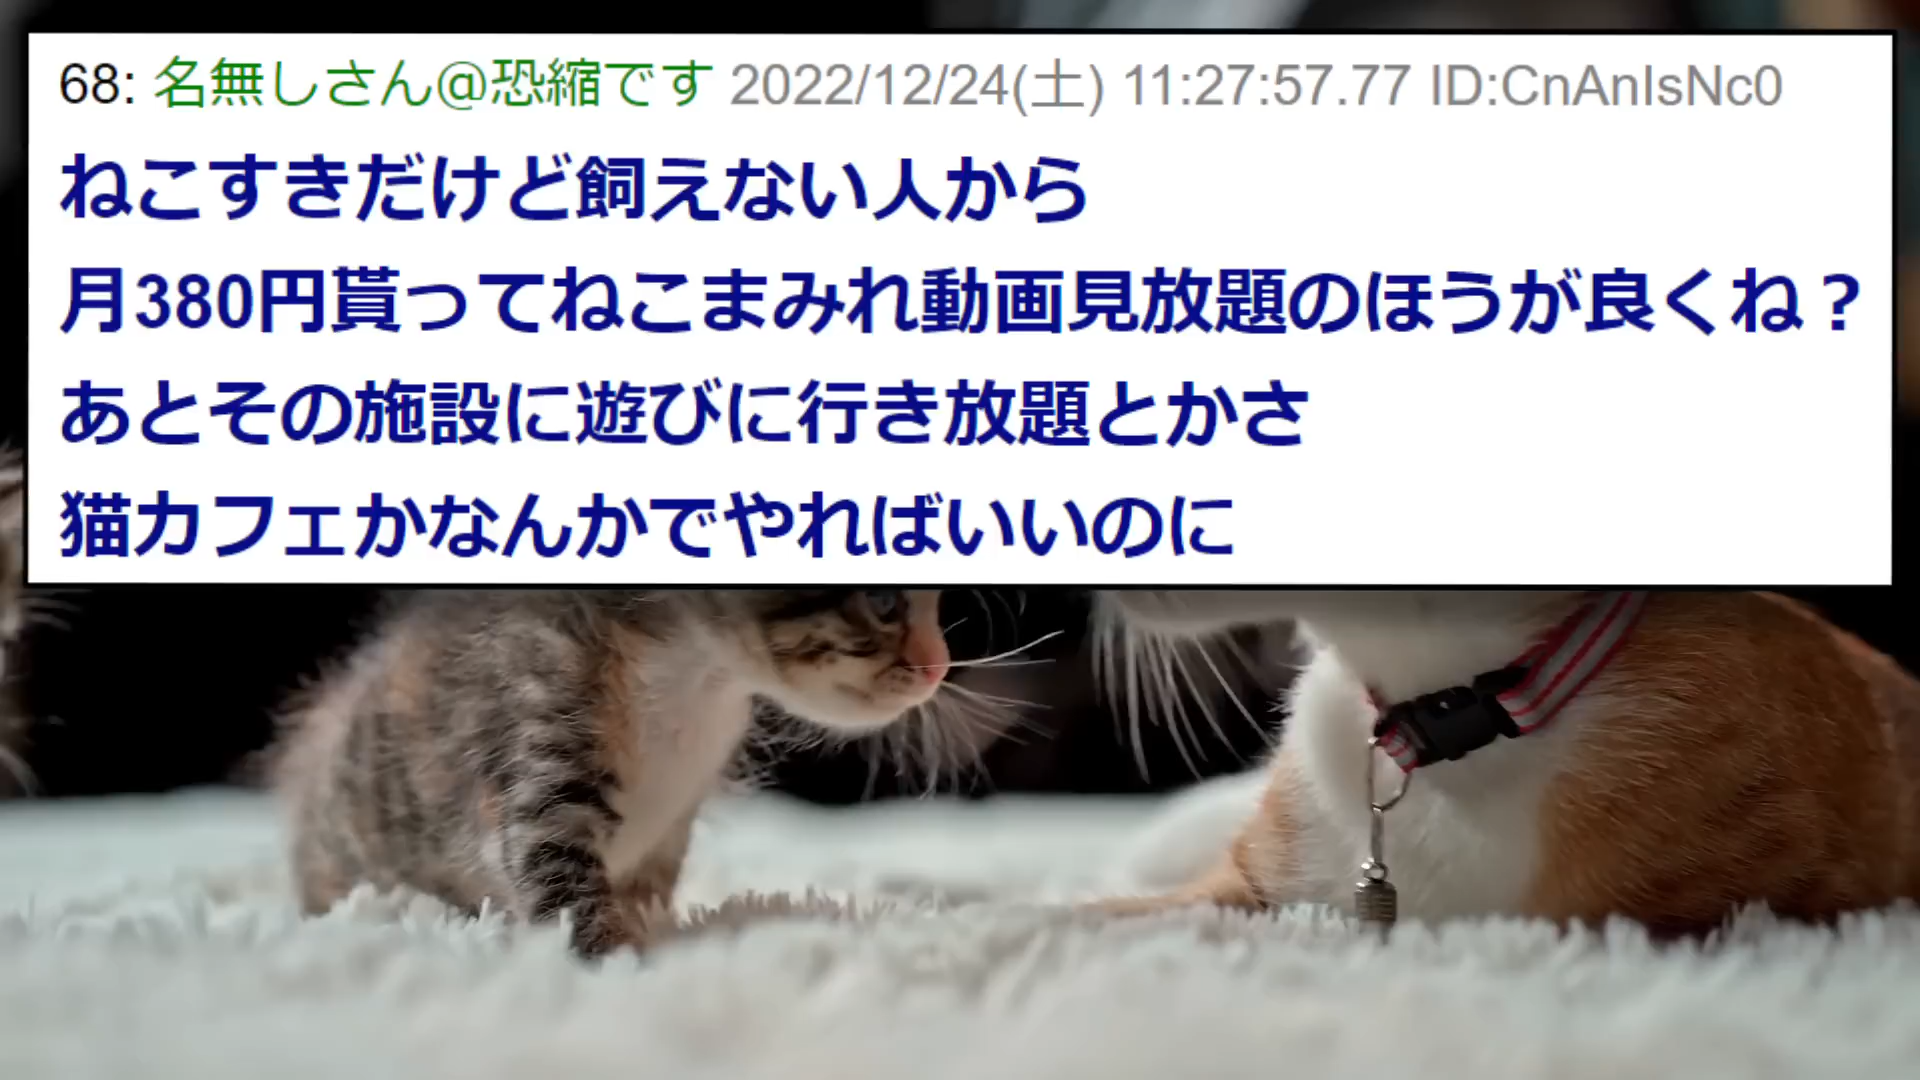 68: 名無しさん@恐縮です 2022/12/24(土) 11:27:57.77 ID:CnAnIsNc0
ねこすきだけど飼えない人から
月380円貰ってねこまみれ動画見放題のほうが良くね？
あとその施設に遊びに行き放題とかさ
猫カフェかなんかでやればいいのに